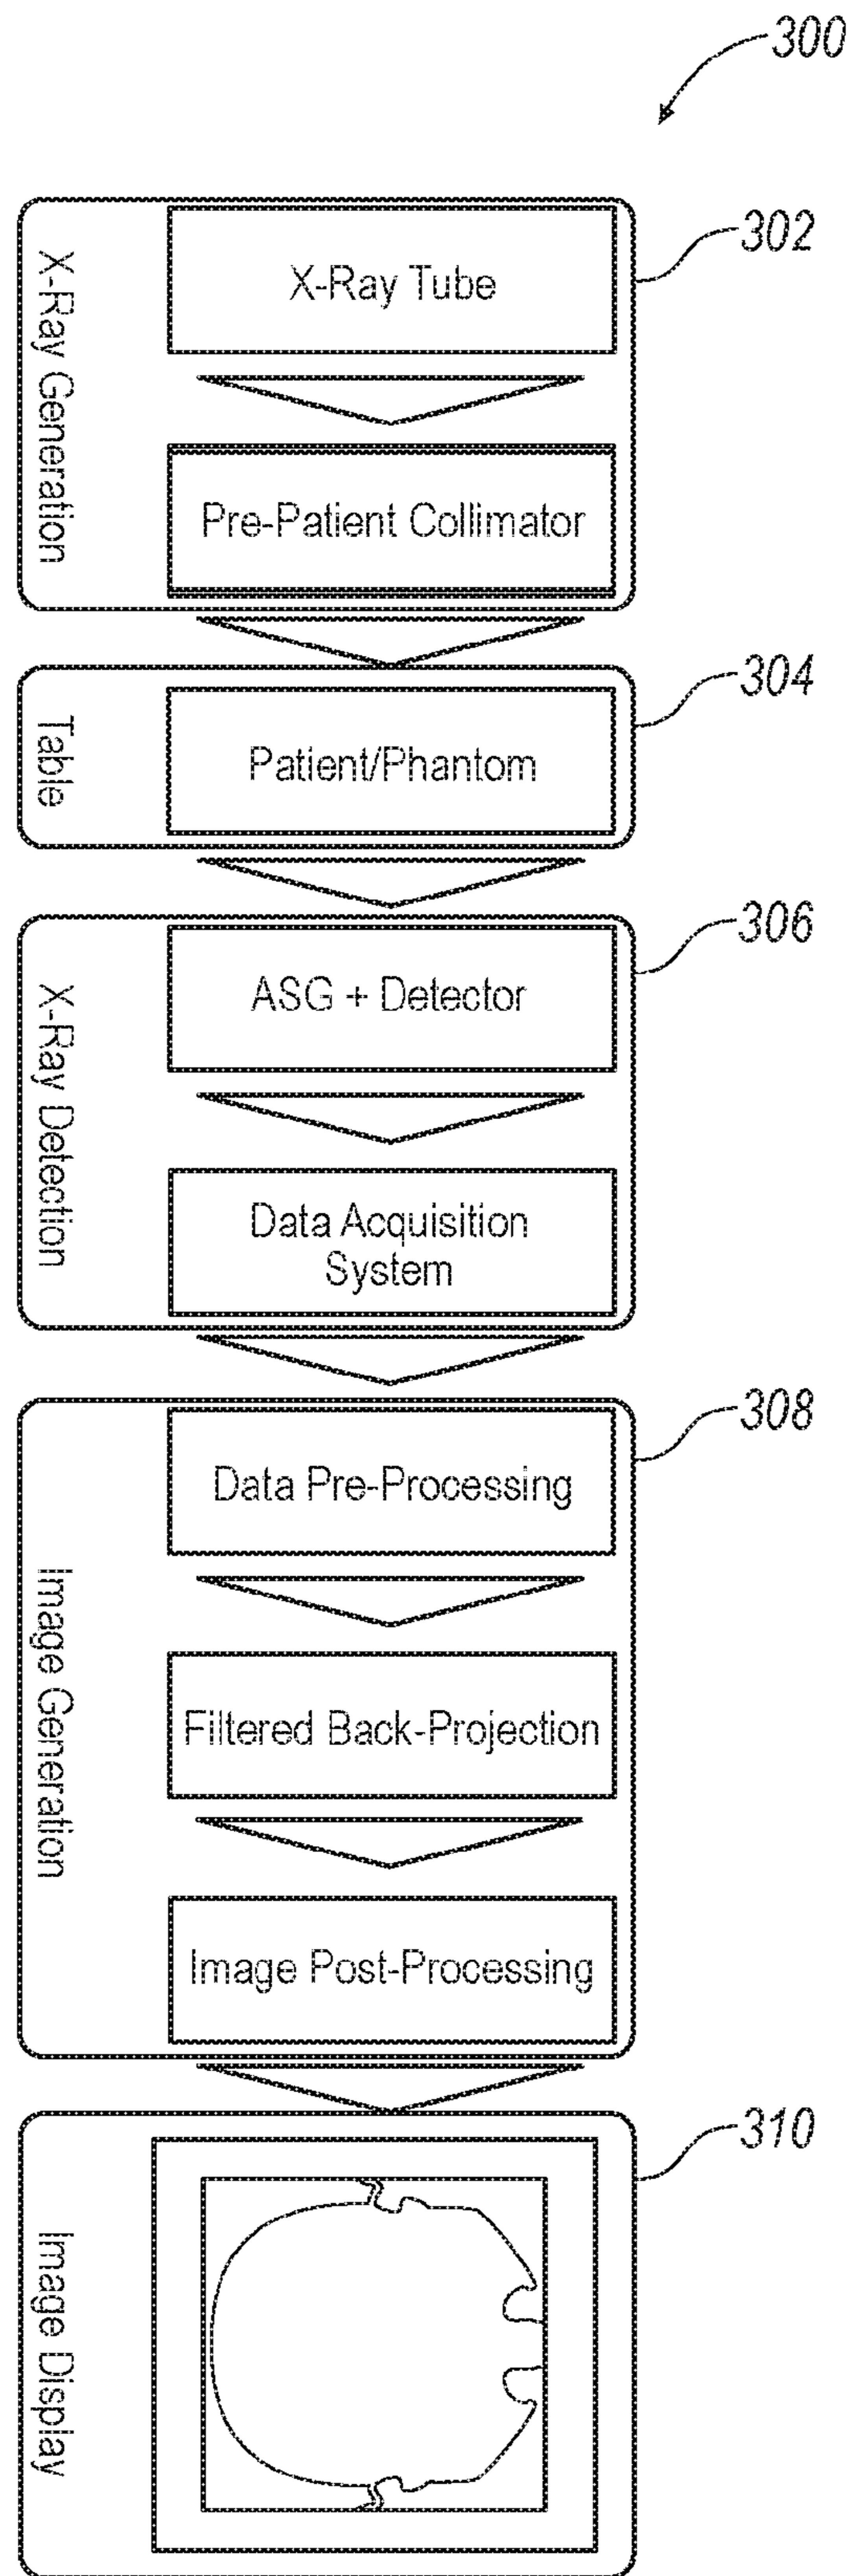 300
302
X-Ray Generation
X-Ray Tube
Pre-Patient Collimator
304
Table
Patient/Phantom
306
X-Ray Detection
ASG + Detector
Data Acquisition
System
308
Image Generation
Data Pre-Processing
Filtered Back-Projection
Image Post-Processing
310
Image Display